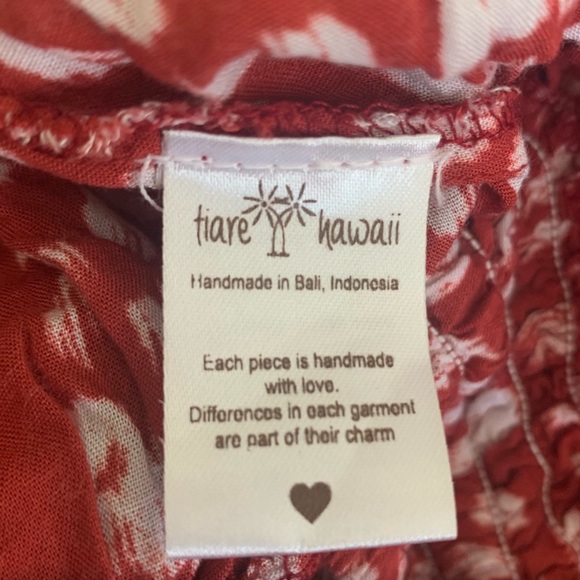 tiare hawaii
Handmade in Bali, Indonesia
Each piece is handmade
with love.
Differences in each garment
are part of their charm